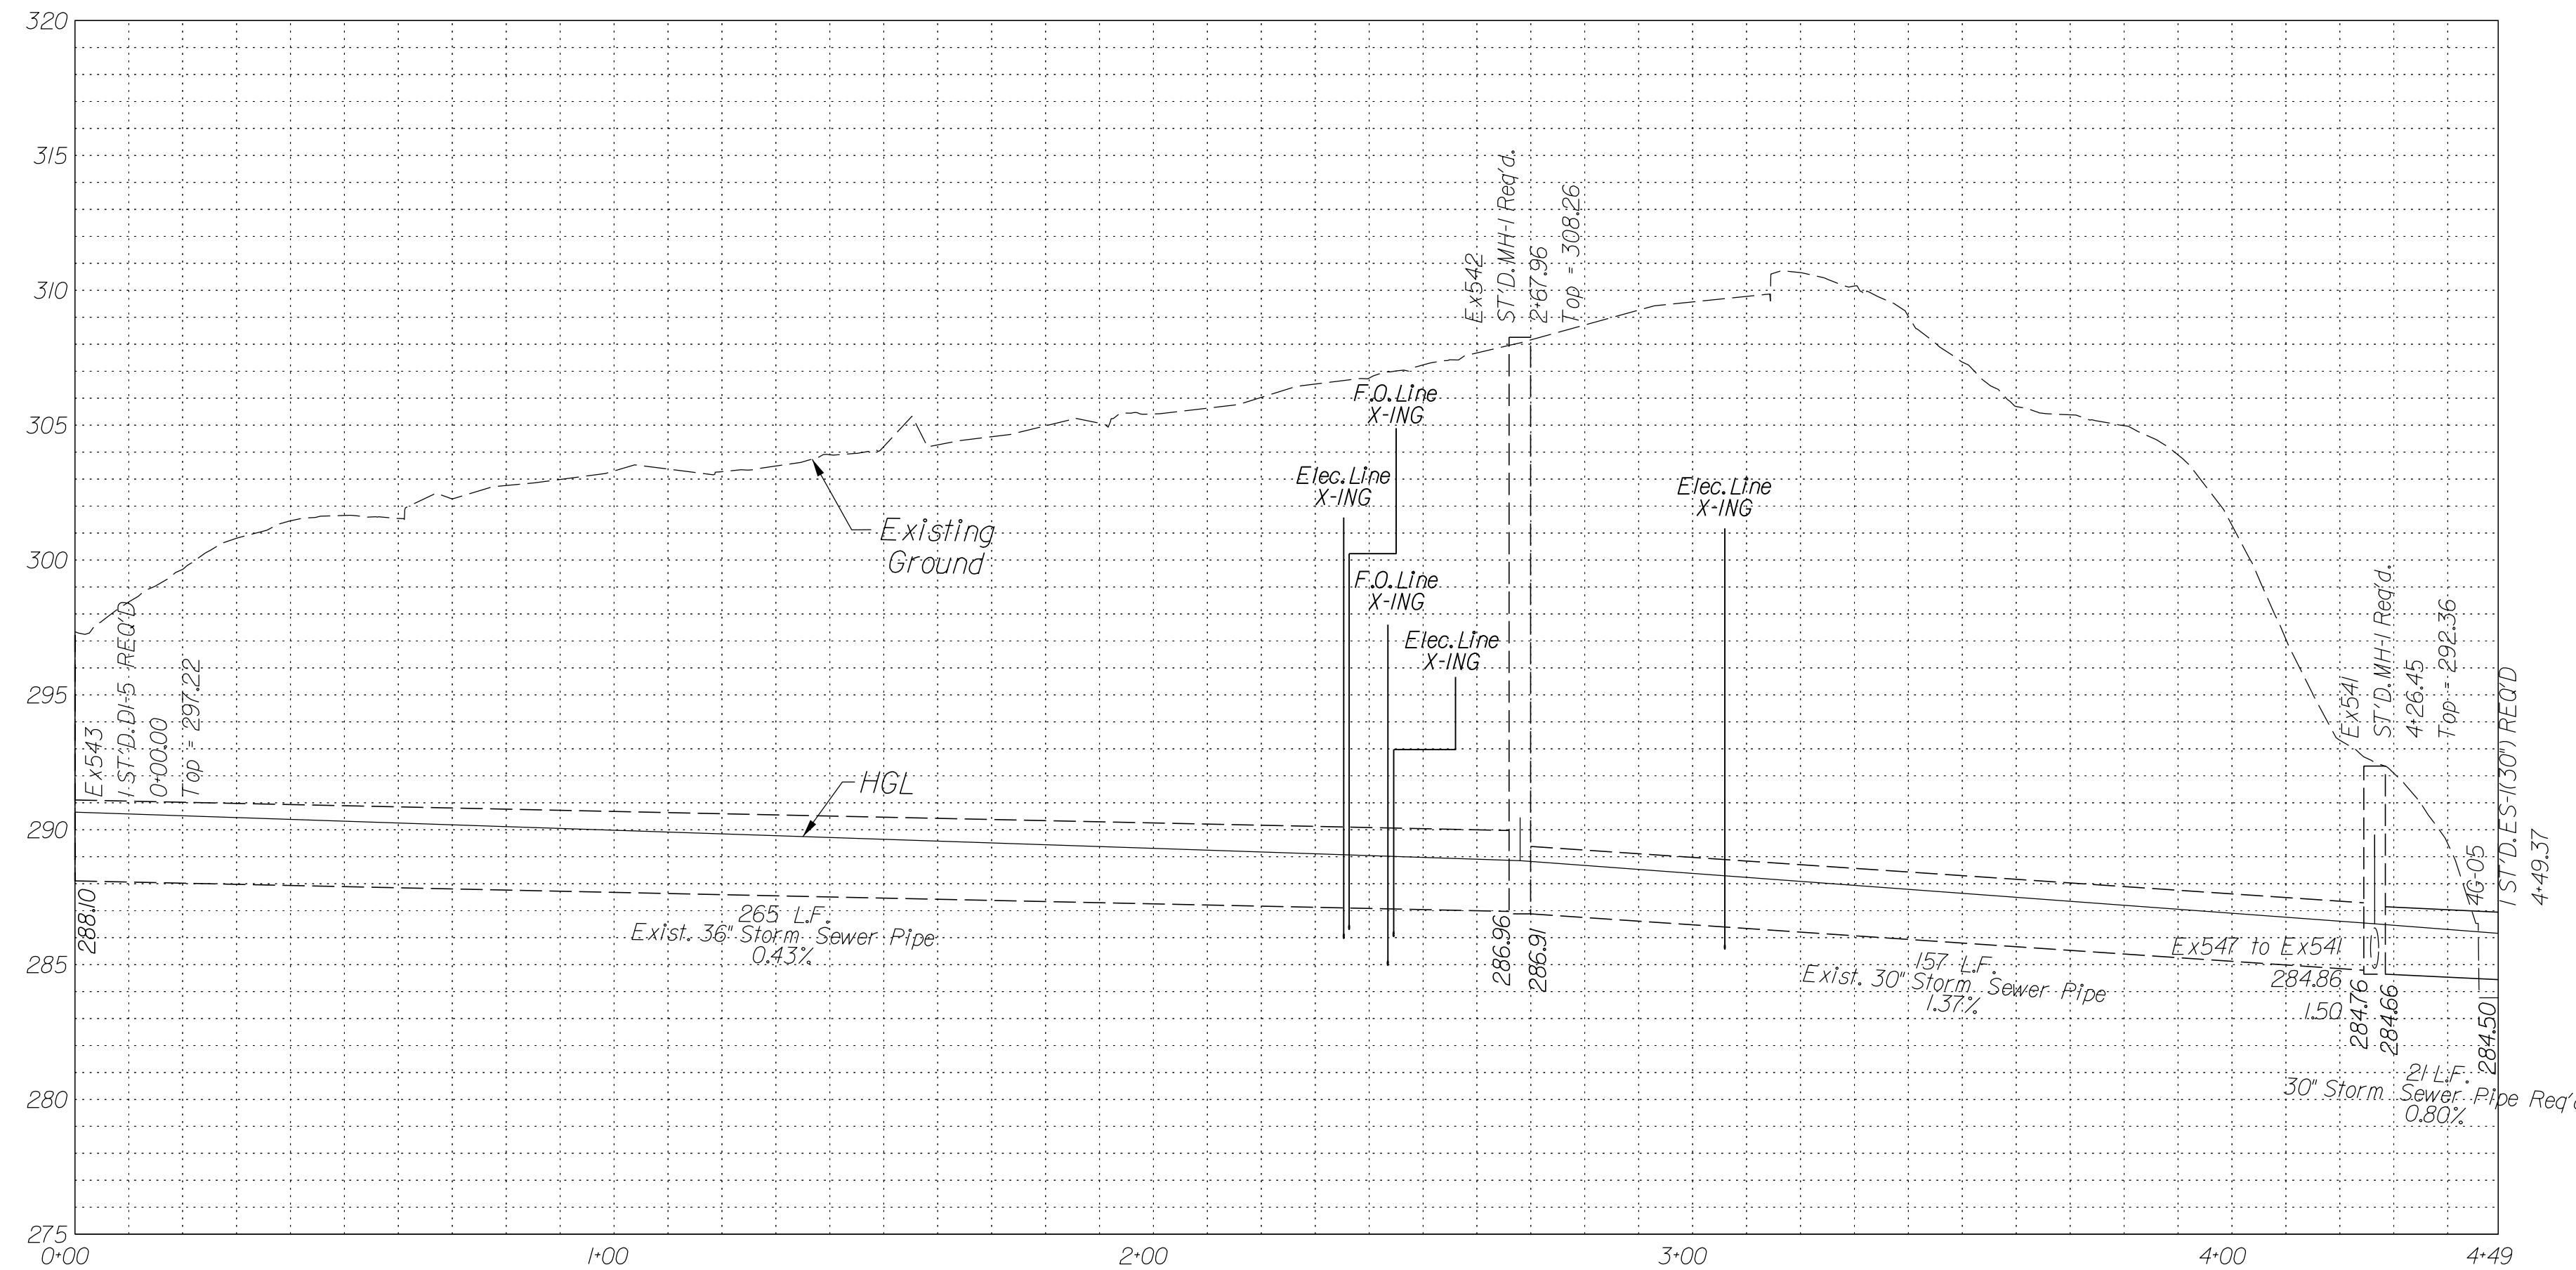 320
315
310
305
300
295
290
285
280
275
0+00
1+00
2+00
3+00
4+00
4+49
Ex543
1 ST'D. DI-5 REQ'D
0+00.00
Top = 297.22
288.10
Existing
Ground
HGL
265 L.F.
Exist. 36" Storm Sewer Pipe
0.43%
F.O. Line
X-ING
Elec. Line
X-ING
F.O. Line
X-ING
Elec. Line
X-ING
Ex542
ST'D. MH-1 Req'd.
2+67.96
Top = 308.26
286.96
286.91
Elec. Line
X-ING
157 L.F.
Exist. 30" Storm Sewer Pipe
1.37%
Ex547 to Ex541
284.86
1.50
Ex541
ST'D. MH-1 Req'd.
4+26.45
Top = 292.36
284.76
284.66
4G-05
1 ST'D. ES-1(30") REQ'D
4+49.37
284.50
21 L.F.
30" Storm Sewer Pipe
0.80%